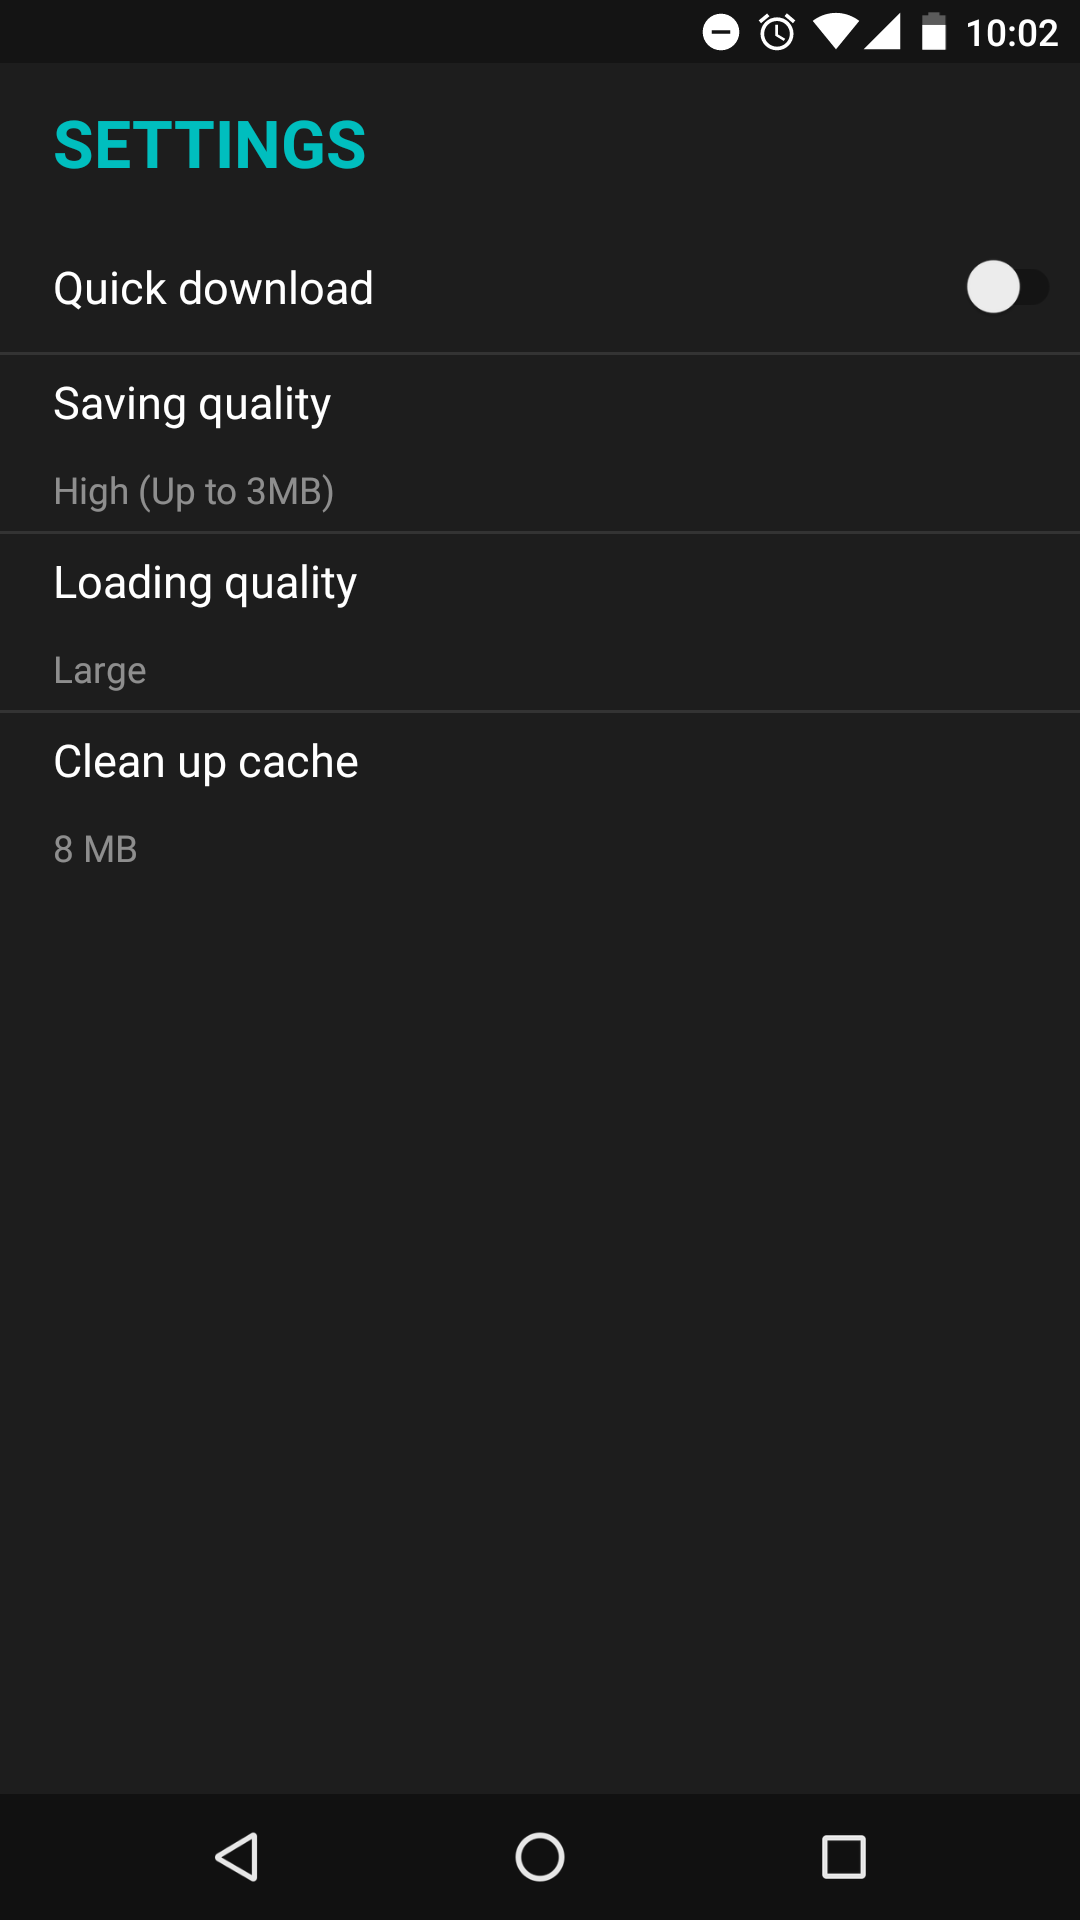 10:02
SETTINGS
Quick download
Saving quality
High (Up to 3MB)
Loading quality
Large
Clean up cache
8 MB